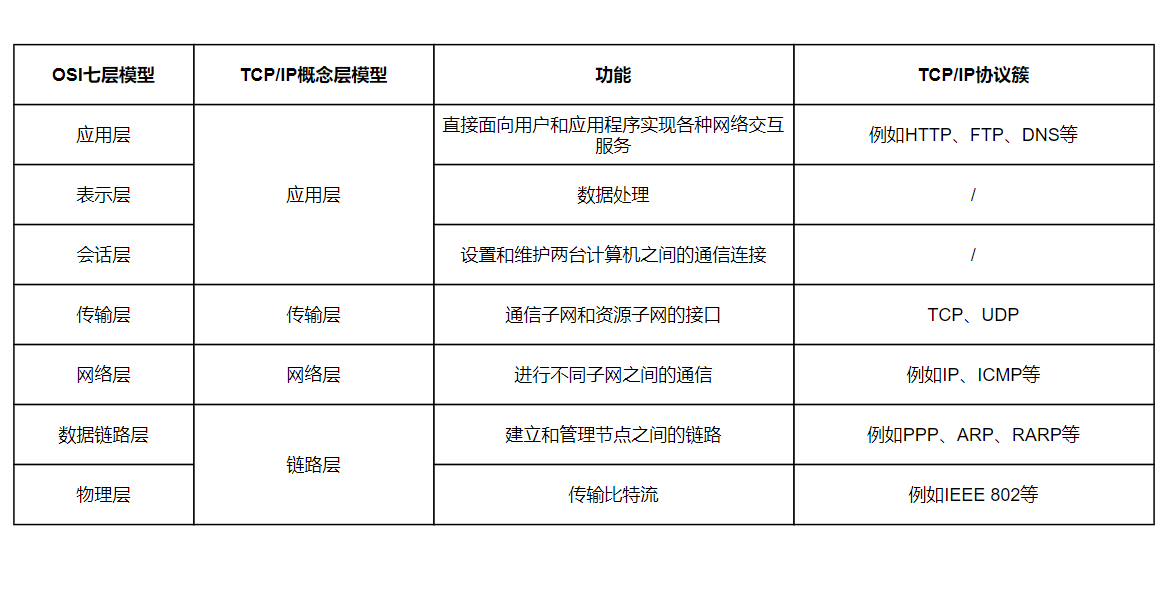 OSI七层模型
TCP/IP概念层模型
功能
TCP/IP协议簇
应用层
应用层
直接面向用户和应用程序实现各种网络交互
服务
例如HTTP、FTP、DNS等
表示层
数据处理
/
会话层
设置和维护两台计算机之间的通信连接
/
传输层
传输层
通信子网和资源子网的接口
TCP、UDP
网络层
网络层
进行不同子网之间的通信
例如IP、ICMP等
数据链路层
链路层
建立和管理节点之间的链路
例如PPP、ARP、RARP等
物理层
传输比特流
例如IEEE 802等